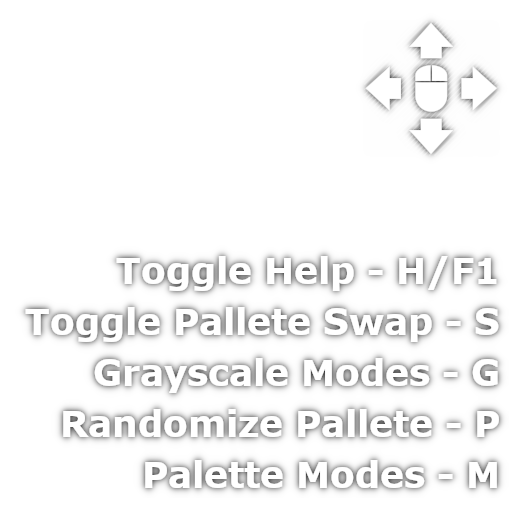 Toggle Help - H/F1
Toggle Pallete Swap - S
Grayscale Modes - G
Randomize Pallete - P
Palette Modes - M